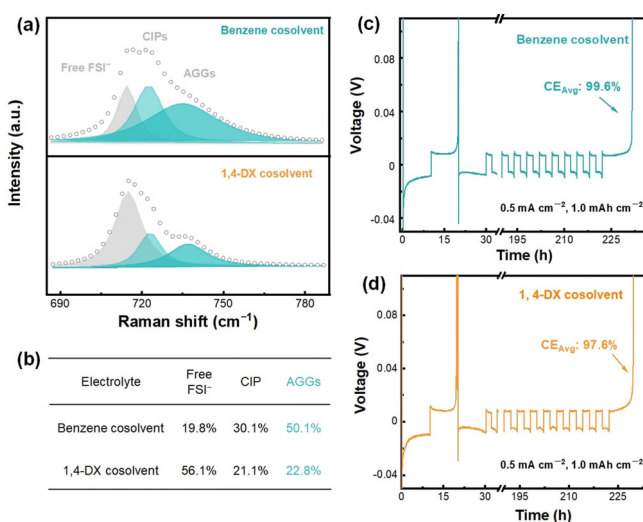 (a)
Benzene cosolvent
CIPs
Free FSI⁻
AGGs
1,4-DX cosolvent
Intensity (a.u.)
690 720 750 780
Raman shift (cm⁻¹)
(b)
Electrolyte Free FSI⁻ CIP AGGs
Benzene cosolvent 19.8% 30.1% 50.1%
1,4-DX cosolvent 56.1% 21.1% 22.8%
(c)
Benzene cosolvent
CE_Avg: 99.6%
0.5 mA cm⁻², 1.0 mAh cm⁻²
Voltage (V)
0.08
0.04
0
-0.04
0 15 30 195 210 225
Time (h)
(d)
1, 4-DX cosolvent
CE_Avg: 97.6%
0.5 mA cm⁻², 1.0 mAh cm⁻²
Voltage (V)
0.08
0.04
0
-0.04
0 15 30 195 210 225
Time (h)